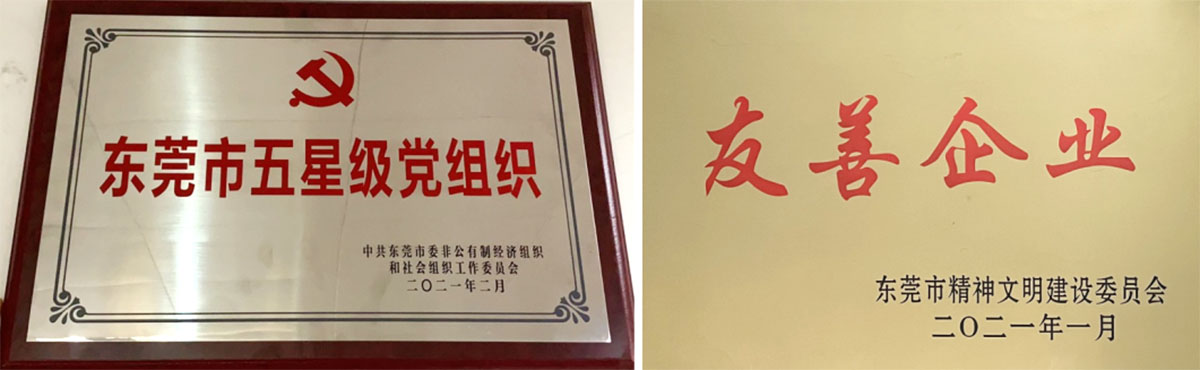 东莞市五星级党组织
中共东莞市委非公有制经济组织
和社会组织工作委员会
二〇二一年二月
友善企业
东莞市精神文明建设委员会
二〇二一年一月